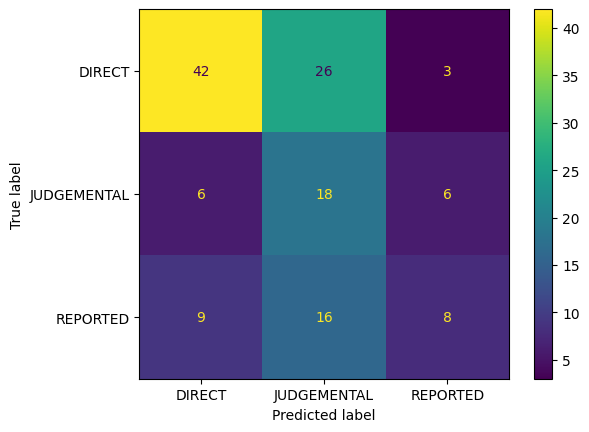 DIRECT 42 26 3
JUDGEMENTAL 6 18 6
REPORTED 9 16 8
DIRECT JUDGEMENTAL REPORTED
Predicted label
True label
40
35
30
25
20
15
10
5